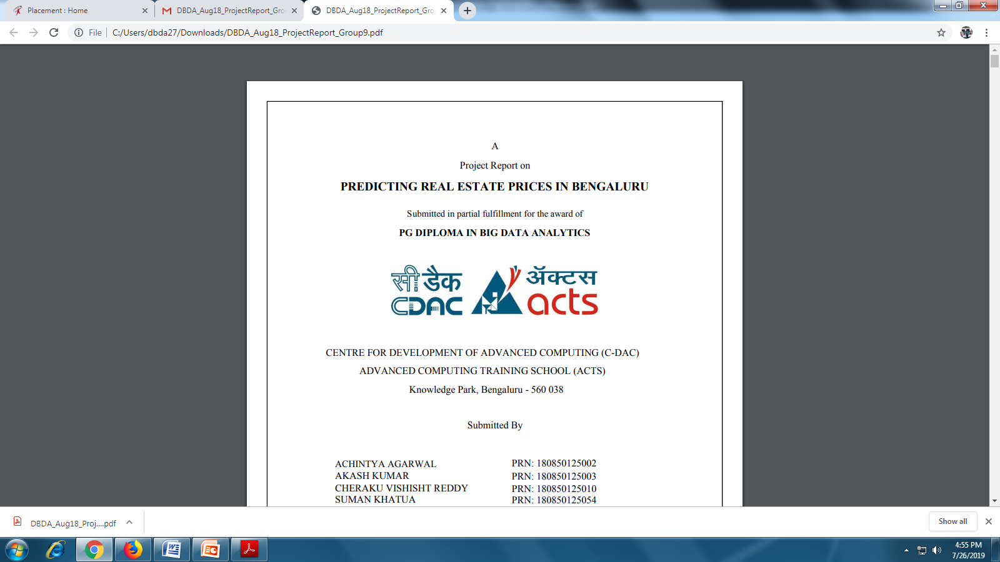 Placement : Home
DBDA_Aug18_ProjectReport_Gro
DBDA_Aug18_ProjectReport_Gro
File
C:/Users/dbda27/Downloads/DBDA_Aug18_ProjectReport_Group9.pdf
A
Project Report on
PREDICTING REAL ESTATE PRICES IN BENGALURU
Submitted in partial fulfillment for the award of
PG DIPLOMA IN BIG DATA ANALYTICS
सी डैक
CDAC
ॲक्टस
acts
CENTRE FOR DEVELOPMENT OF ADVANCED COMPUTING (C-DAC)
ADVANCED COMPUTING TRAINING SCHOOL (ACTS)
Knowledge Park, Bengaluru - 560 038
Submitted By
ACHINTYA AGARWAL PRN: 180850125002
AKASH KUMAR PRN: 180850125003
CHERAKU VISHISHT REDDY PRN: 180850125010
SUMAN KHATUA PRN: 180850125054
DBDA_Aug18_Proj....pdf
Show all
4:55 PM
7/26/2019